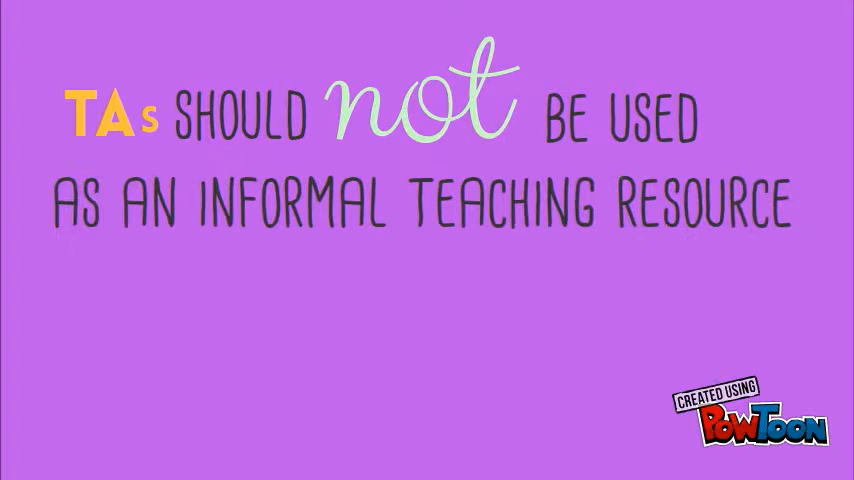 TAs SHOULD not BE USED
AS AN INFORMAL TEACHING RESOURCE
CREATED USING
POWTOON